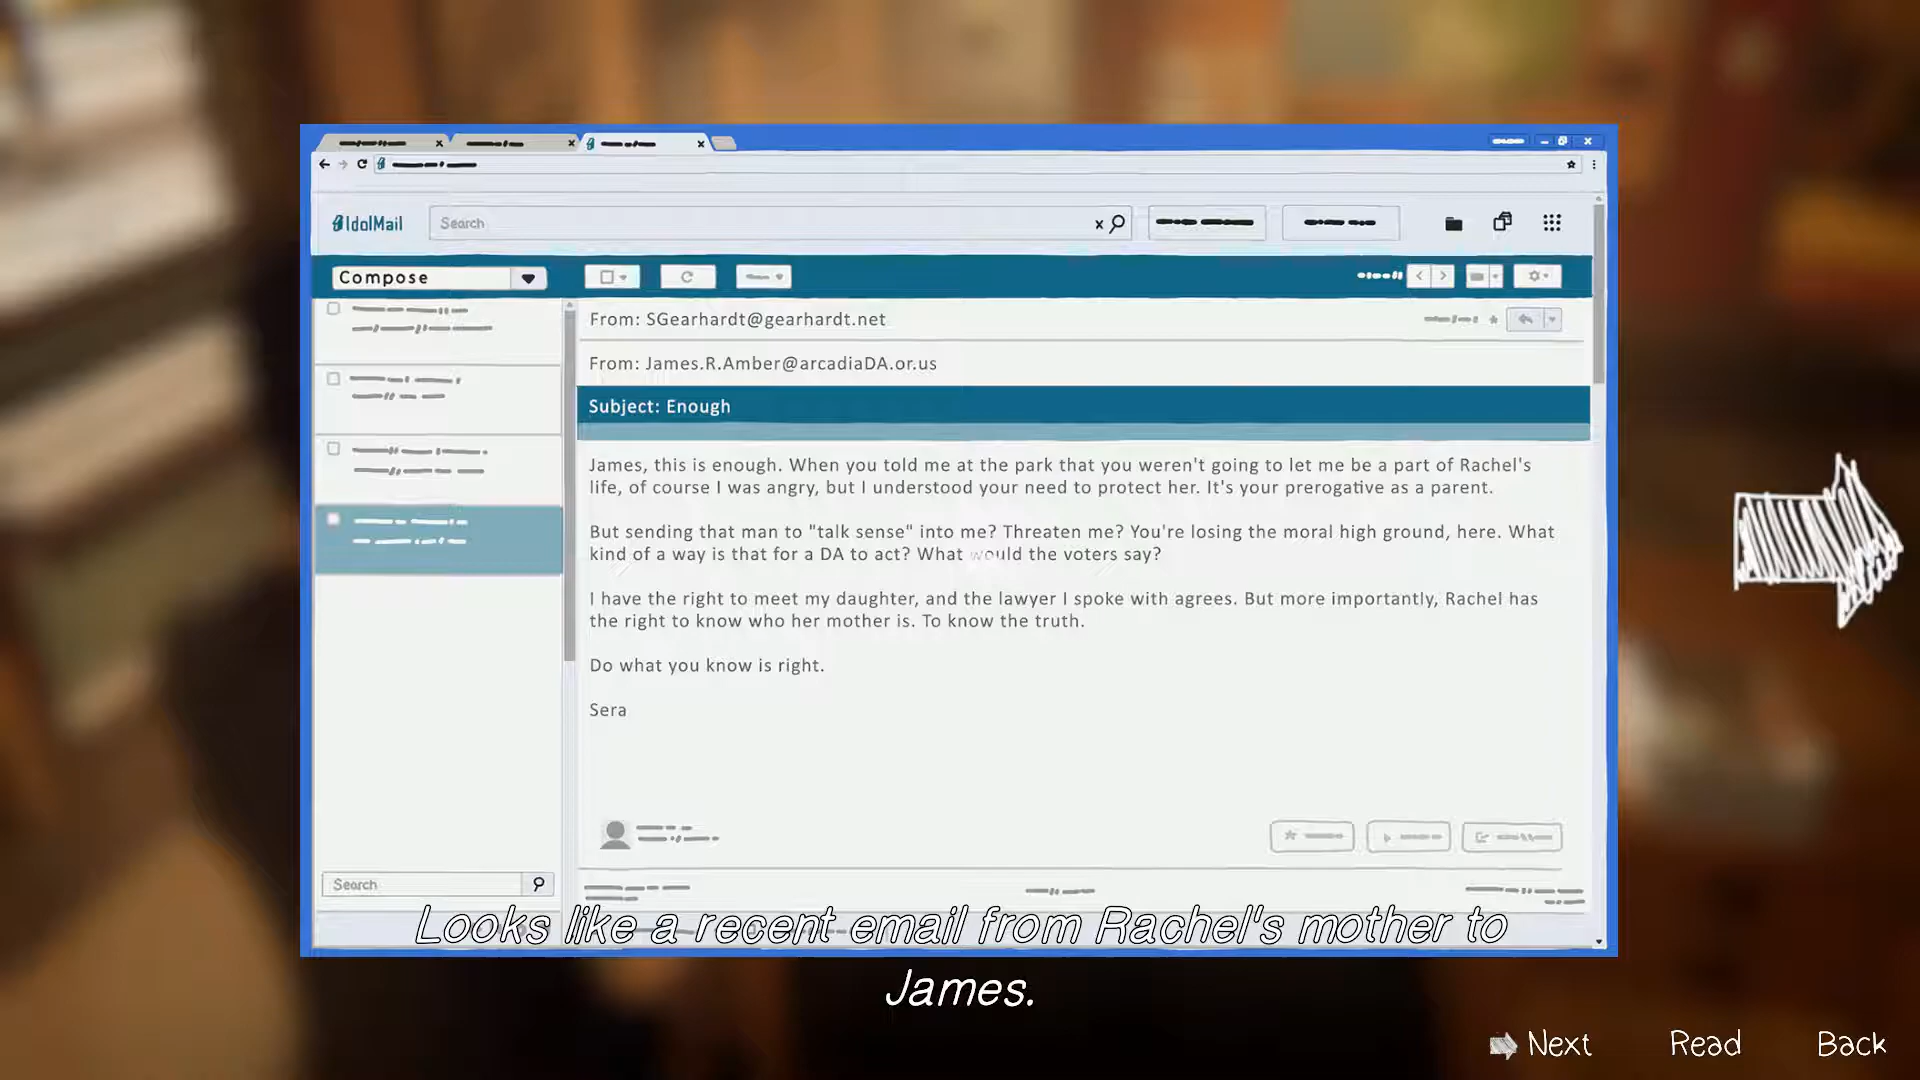 IdolMail
Search
Compose
From: SGearhardt@gearhardt.net
From: James.R.Amber@arcadiaDA.or.us
Subject: Enough
James, this is enough. When you told me at the park that you weren't going to let me be a part of Rachel's
life, of course I was angry, but I understood your need to protect her. It's your prerogative as a parent.
But sending that man to "talk sense" into me? Threaten me? You're losing the moral high ground, here. What
kind of a way is that for a DA to act? What would the voters say?
I have the right to meet my daughter, and the lawyer I spoke with agrees. But more importantly, Rachel has
the right to know who her mother is. To know the truth.
Do what you know is right.
Sera
Search
Looks like a recent email from Rachel's mother to
James.
Next Read Back